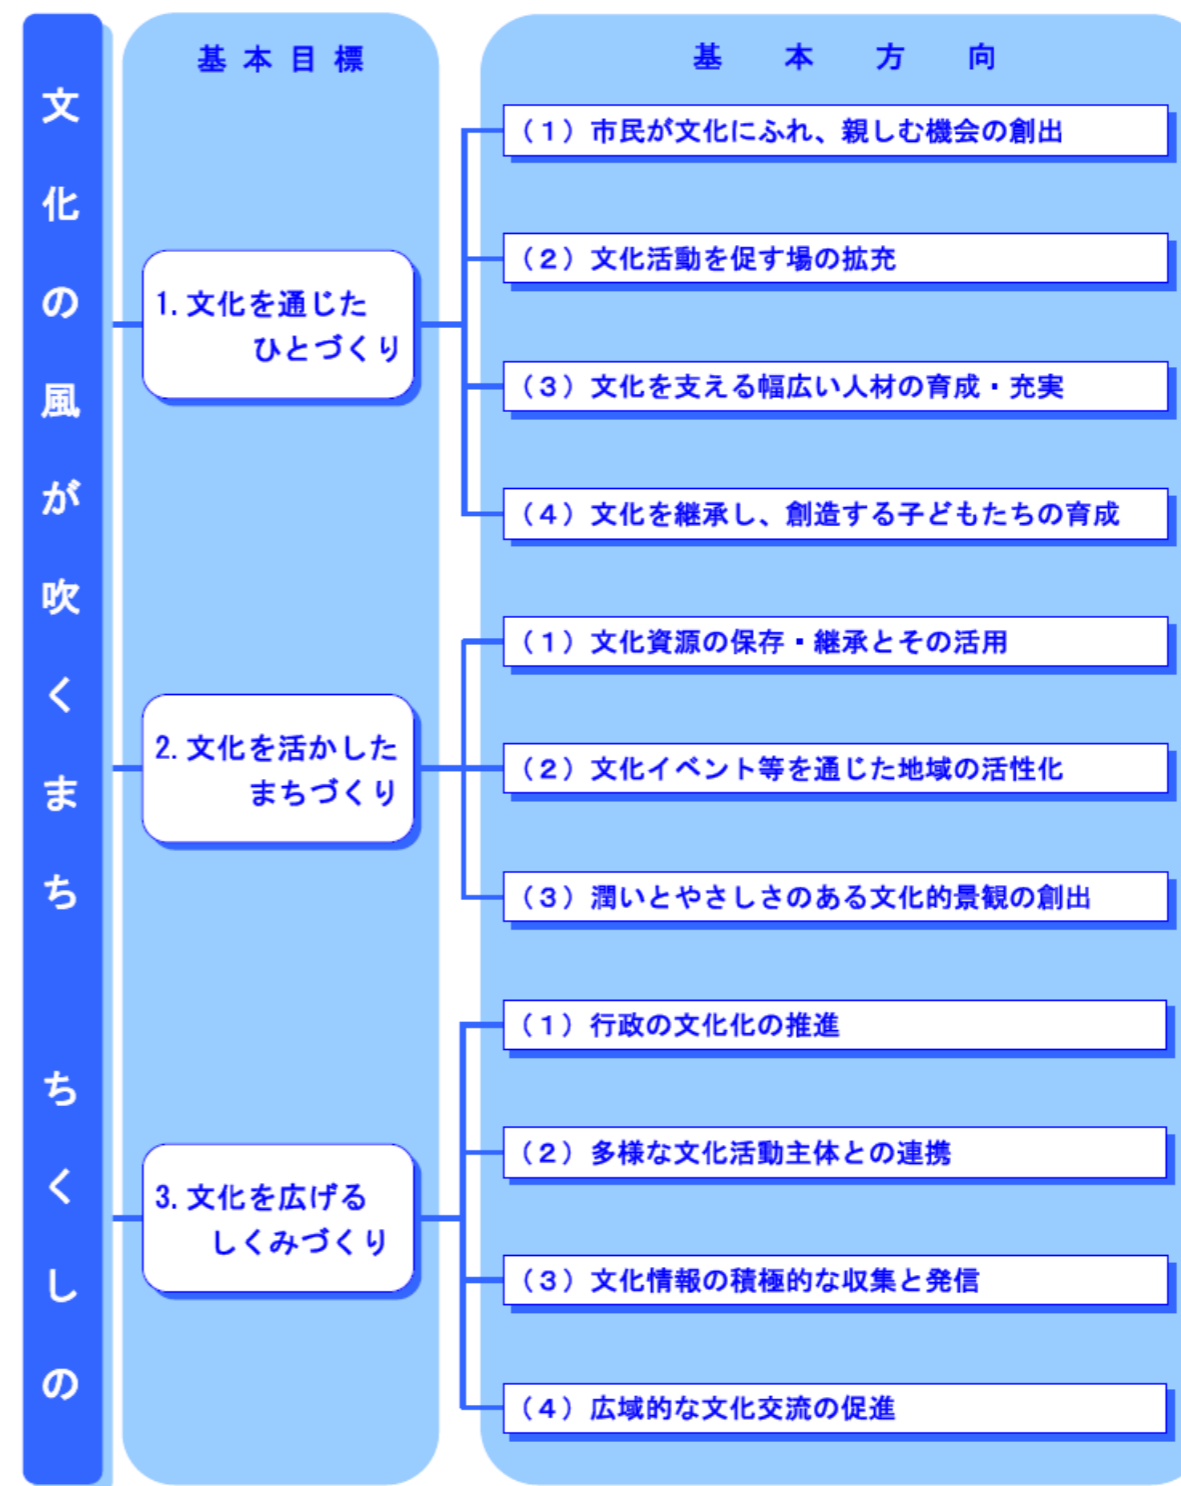 文化の風が吹くまち ちくしの
基本目標
基本方向
1.文化を通じた
ひとづくり
（1）市民が文化にふれ、親しむ機会の創出
（2）文化活動を促す場の拡充
（3）文化を支える幅広い人材の育成・充実
（4）文化を継承し、創造する子どもたちの育成
2.文化を活かした
まちづくり
（1）文化資源の保存・継承とその活用
（2）文化イベント等を通じた地域の活性化
（3）潤いとやさしさのある文化的景観の創出
3.文化を広げる
しくみづくり
（1）行政の文化化の推進
（2）多様な文化活動主体との連携
（3）文化情報の積極的な収集と発信
（4）広域的な文化交流の促進